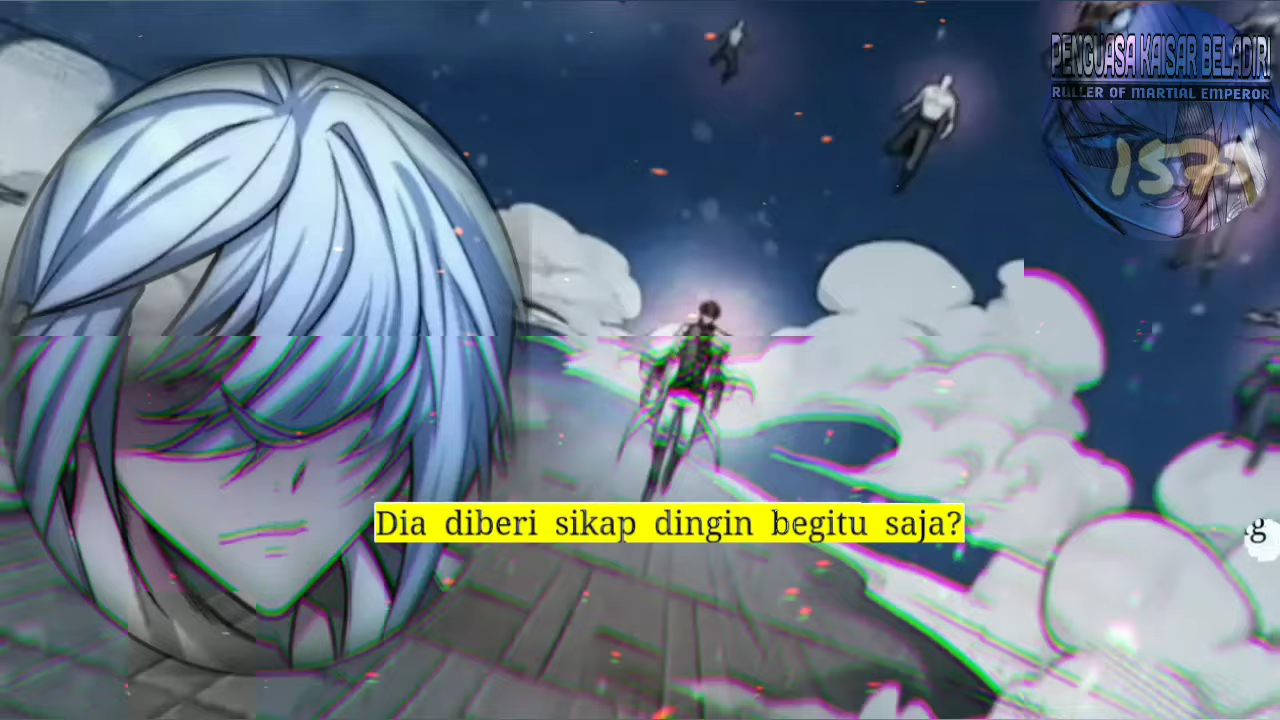 PENGUASA KAISAR BELADIRI
RULLER OF MARTIAL EMPEROR
Dia diberi sikap dingin begitu saja?